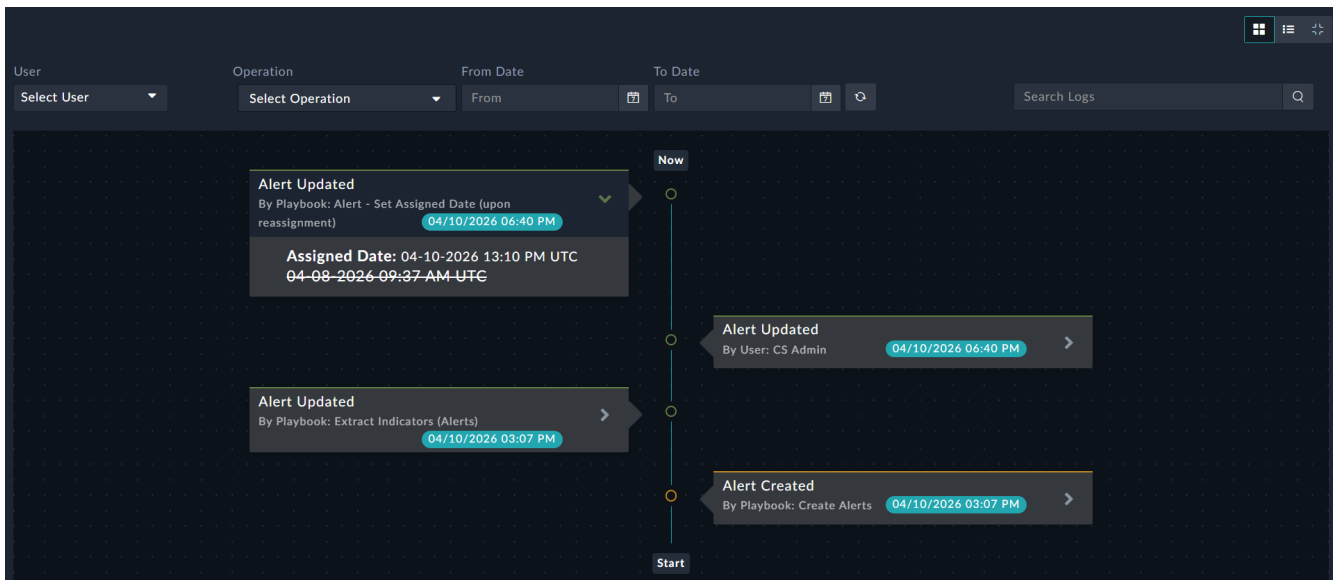 User
Operation
From Date
To Date
Select User
Select Operation
From
To
Search Logs
Now
Alert Updated
By Playbook: Alert - Set Assigned Date (upon
reassignment)
04/10/2026 06:40 PM
Assigned Date: 04-10-2026 13:10 PM UTC
04-08-2026 09:37 AM UTC
Alert Updated
By User: CS Admin
04/10/2026 06:40 PM
Alert Updated
By Playbook: Extract Indicators (Alerts)
04/10/2026 03:07 PM
Alert Created
By Playbook: Create Alerts
04/10/2026 03:07 PM
Start